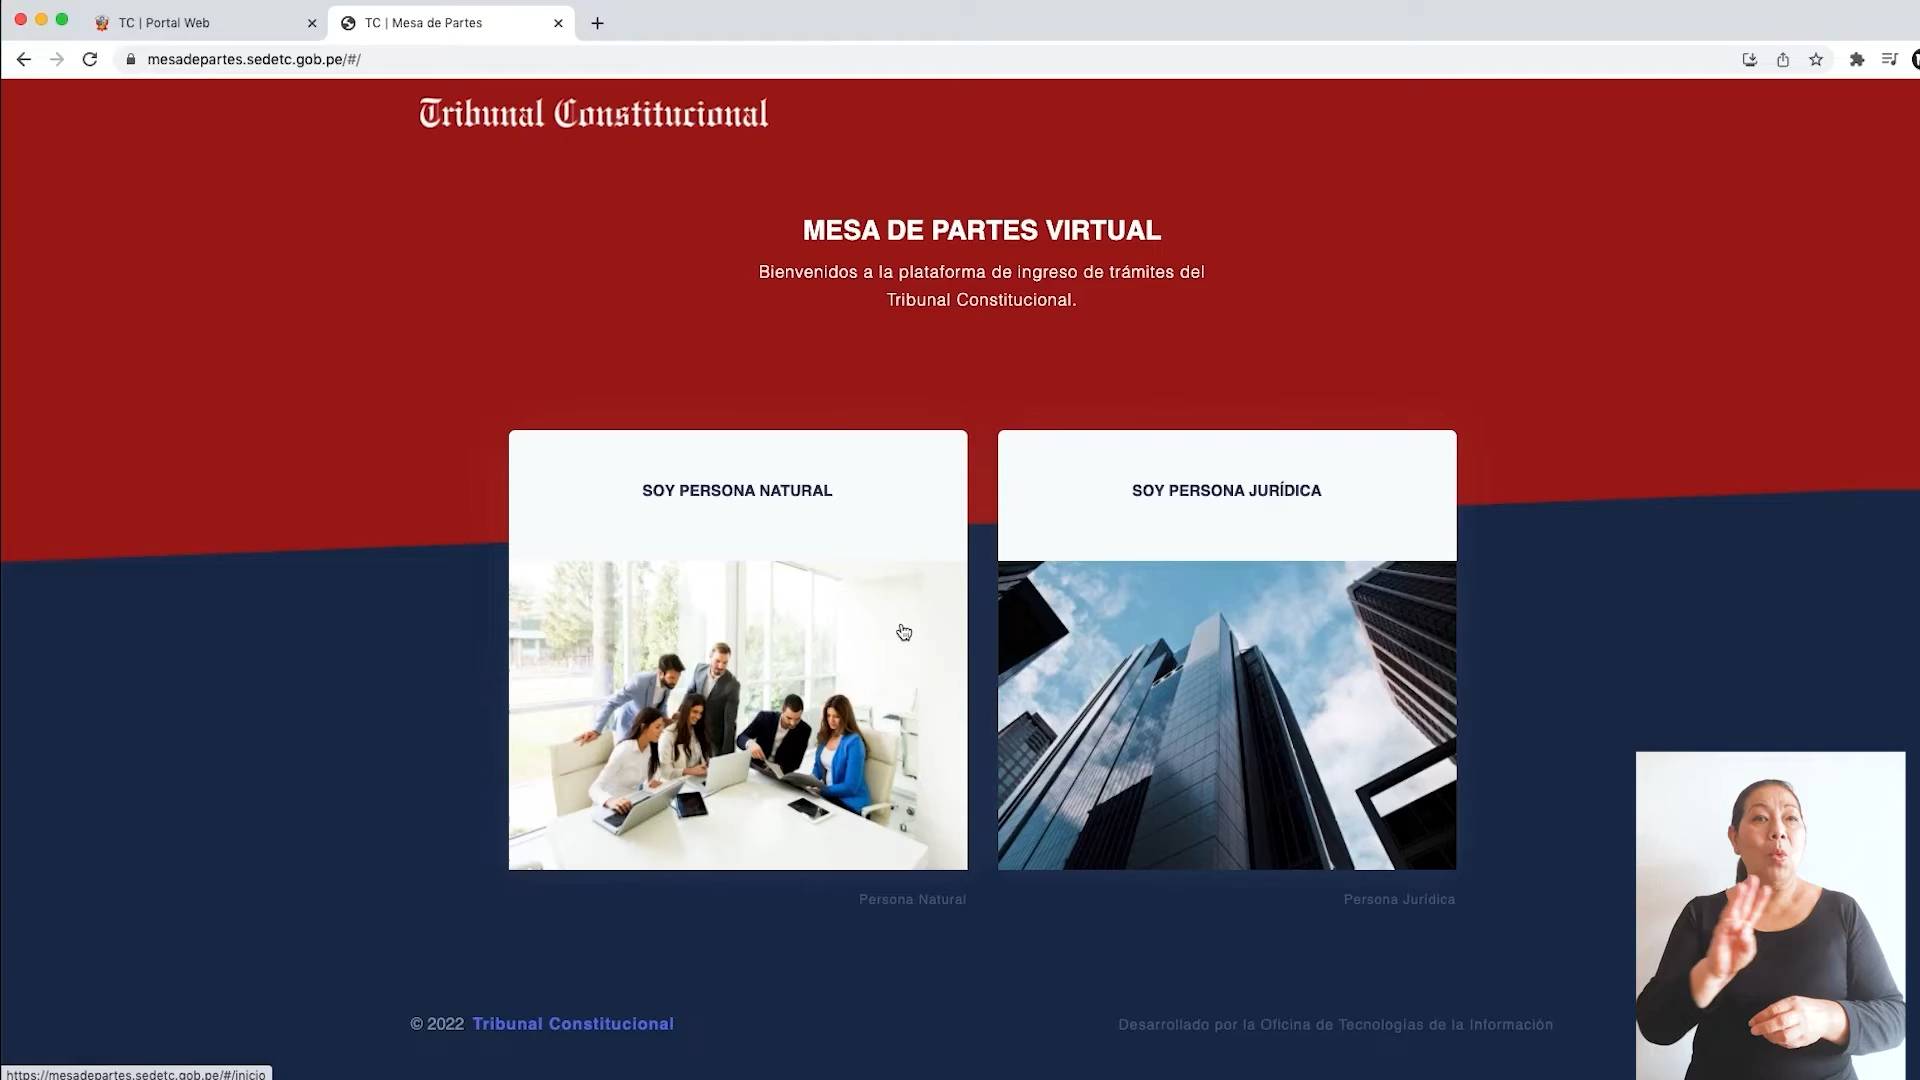 TC | Portal Web
TC | Mesa de Partes
mesadepartes.sedetc.gob.pe/#/
Tribunal Constitucional
MESA DE PARTES VIRTUAL
Bienvenidos a la plataforma de ingreso de trámites del
Tribunal Constitucional.
SOY PERSONA NATURAL
SOY PERSONA JURÍDICA
Persona Natural
Persona Jurídica
© 2022 Tribunal Constitucional
Desarrollado por la Oficina de Tecnologías de la Información
https://mesadepartes.sedetc.gob.pe/#/inicio